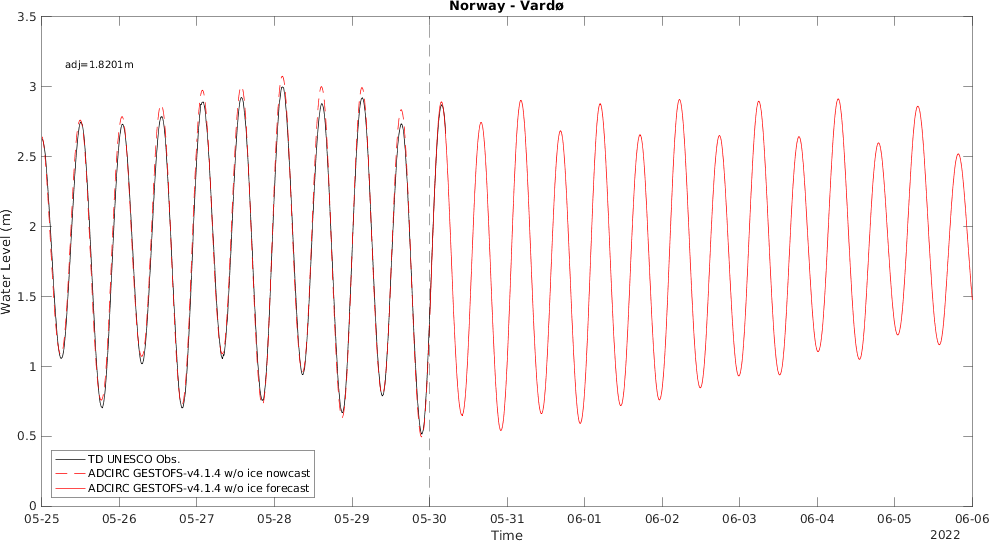 Norway - Vardø
adj=1.8201m
Water Level (m)
3.5
3
2.5
2
1.5
1
0.5
0
TD UNESCO Obs.
ADCIRC GESTOFS-v4.1.4 w/o ice nowcast
ADCIRC GESTOFS-v4.1.4 w/o ice forecast
05-25 05-26 05-27 05-28 05-29 05-30 05-31 06-01 06-02 06-03 06-04 06-05 06-06
Time
2022